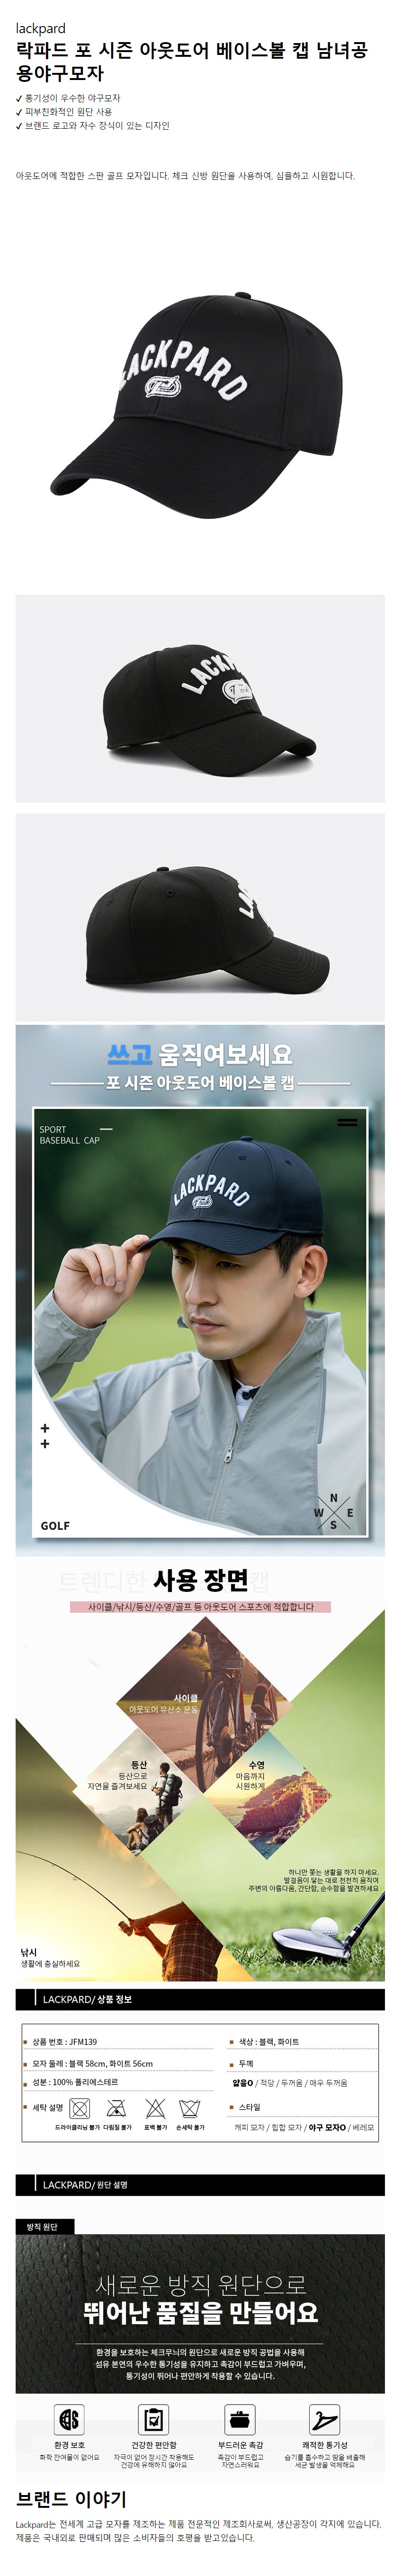 lackpard
락파드 포 시즌 아웃도어 베이스볼 캡 남녀공
용야구모자
✓ 통기성이 우수한 야구모자
✓ 피부친화적인 원단 사용
✓ 브랜드 로고와 자수 장식이 있는 디자인
아웃도어에 적합한 스판 골프 모자입니다. 체크 신방 원단을 사용하여, 심플하고 시원합니다.
LACKPARD
LACKP
LA
쓰고 움직여보세요
포 시즌 아웃도어 베이스볼 캡
SPORT
BASEBALL CAP
LACKPARD
GOLF
N
W E
S
트렌디한 캡
사용 장면
사이클/낚시/등산/수영/골프 등 아웃도어 스포츠에 적합합니다
사이클
아웃도어 유산소 운동
등산
등산으로
자연을 즐겨보세요
수영
마음까지
시원하게
하나만 쫓는 생활을 하지 마세요.
발걸음이 닿는 대로 천천히 움직여
주변의 아름다움, 간단함, 순수함을 발견하세요
낚시
생활에 충실하세요
LACKPARD/ 상품 정보
상품 번호 : JFM139
색상 : 블랙, 화이트
모자 둘레 : 블랙 58cm, 화이트 56cm
두께
성분 : 100% 폴리에스테르
얇음O / 적당 / 두꺼움 / 매우 두꺼움
세탁 설명
드라이클리닝 불가 다림질 불가 표백 불가 손세탁 불가
스타일
캐피 모자 / 힙합 모자 / 야구 모자O / 베레모
LACKPARD/ 원단 설명
방직 원단
새로운 방직 원단으로
뛰어난 품질을 만들어요
환경을 보호하는 체크무늬의 원단으로 새로운 방직 공법을 사용해
섬유 본연의 우수한 통기성을 유지하고 촉감이 부드럽고 가벼우며,
통기성이 뛰어나 편안하게 착용할 수 있습니다.
환경 보호
화학 잔여물이 없어요
건강한 편안함
자극이 없어 장시간 착용해도
건강에 유해하지 않아요
부드러운 촉감
촉감이 부드럽고
자연스러워요
쾌적한 통기성
습기를 흡수하고 땀을 배출해
세균 발생을 억제해요
브랜드 이야기
Lackpard는 전세계 고급 모자를 제조하는 제품 전문적인 제조회사로써, 생산공장이 각지에 있습니다.
제품은 국내외로 판매되며 많은 소비자들의 호평을 받고있습니다.